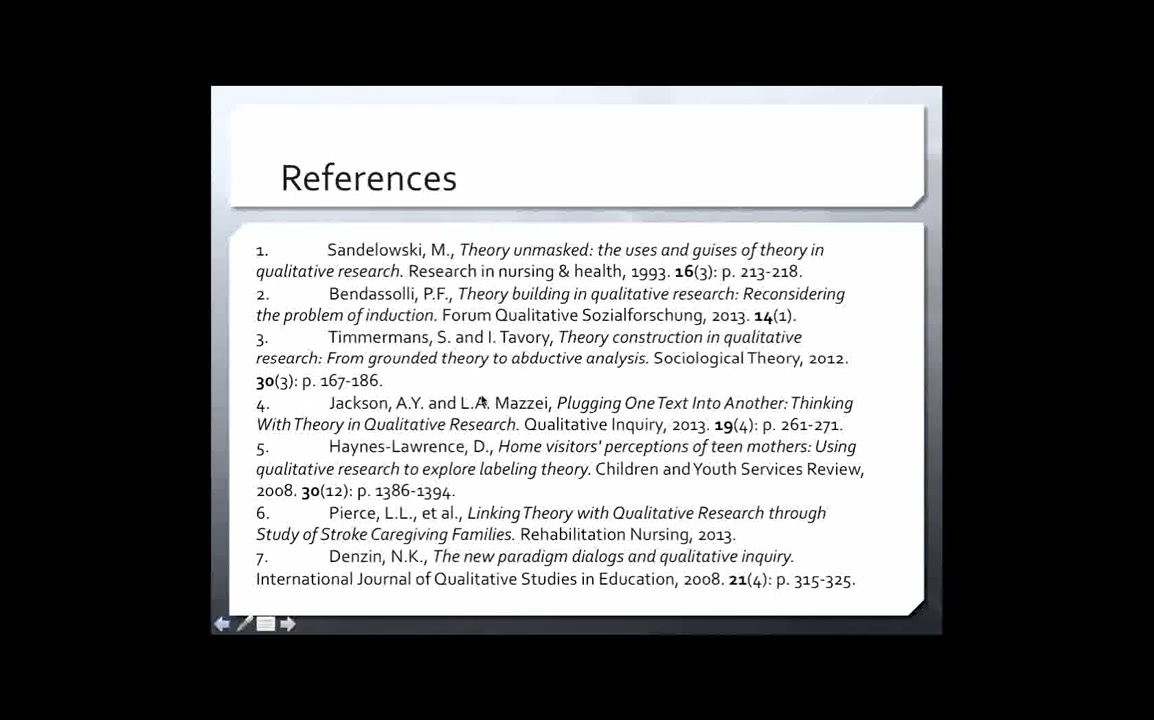 References
1. Sandelowski, M., Theory unmasked: the uses and guises of theory in
qualitative research. Research in nursing & health, 1993. 16(3): p. 213-218.
2. Bendassolli, P.F., Theory building in qualitative research: Reconsidering
the problem of induction. Forum Qualitative Sozialforschung, 2013. 14(1).
3. Timmermans, S. and I. Tavory, Theory construction in qualitative
research: From grounded theory to abductive analysis. Sociological Theory, 2012.
30(3): p. 167-186.
4. Jackson, A.Y. and L.A. Mazzei, Plugging One Text Into Another: Thinking
With Theory in Qualitative Research. Qualitative Inquiry, 2013. 19(4): p. 261-271.
5. Haynes-Lawrence, D., Home visitors' perceptions of teen mothers: Using
qualitative research to explore labeling theory. Children and Youth Services Review,
2008. 30(12): p. 1386-1394.
6. Pierce, L.L., et al., Linking Theory with Qualitative Research through
Study of Stroke Caregiving Families. Rehabilitation Nursing, 2013.
7. Denzin, N.K., The new paradigm dialogs and qualitative inquiry.
International Journal of Qualitative Studies in Education, 2008. 21(4): p. 315-325.